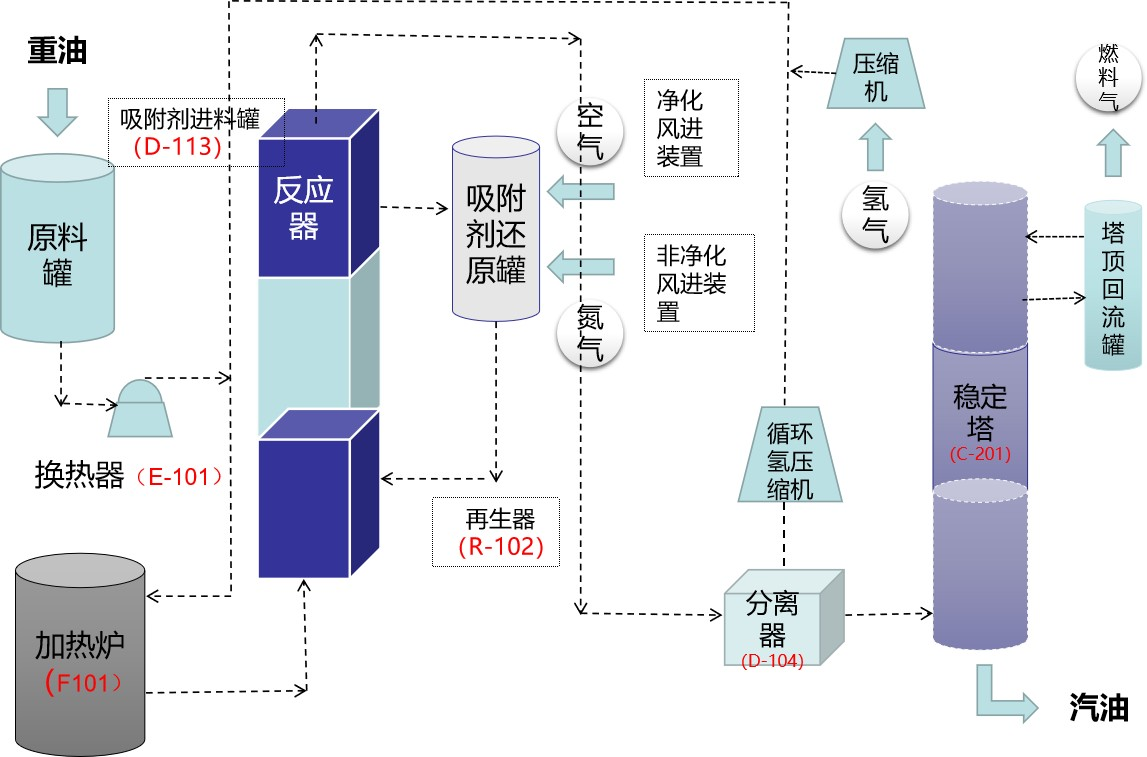 重油
吸附剂进料罐
（D-113)
原料
罐
换热器（E-101）
加热炉
（F101）
反应
器
吸附
剂还
原罐
空
气
净化
风进
装置
非净化
风进装
置
氮
气
再生器
（R-102)
压缩
机
氢
气
循环
氢压
缩机
分离
器
(D-104)
燃
料
气
塔
顶
回
流
罐
稳定
塔
(C-201)
汽油